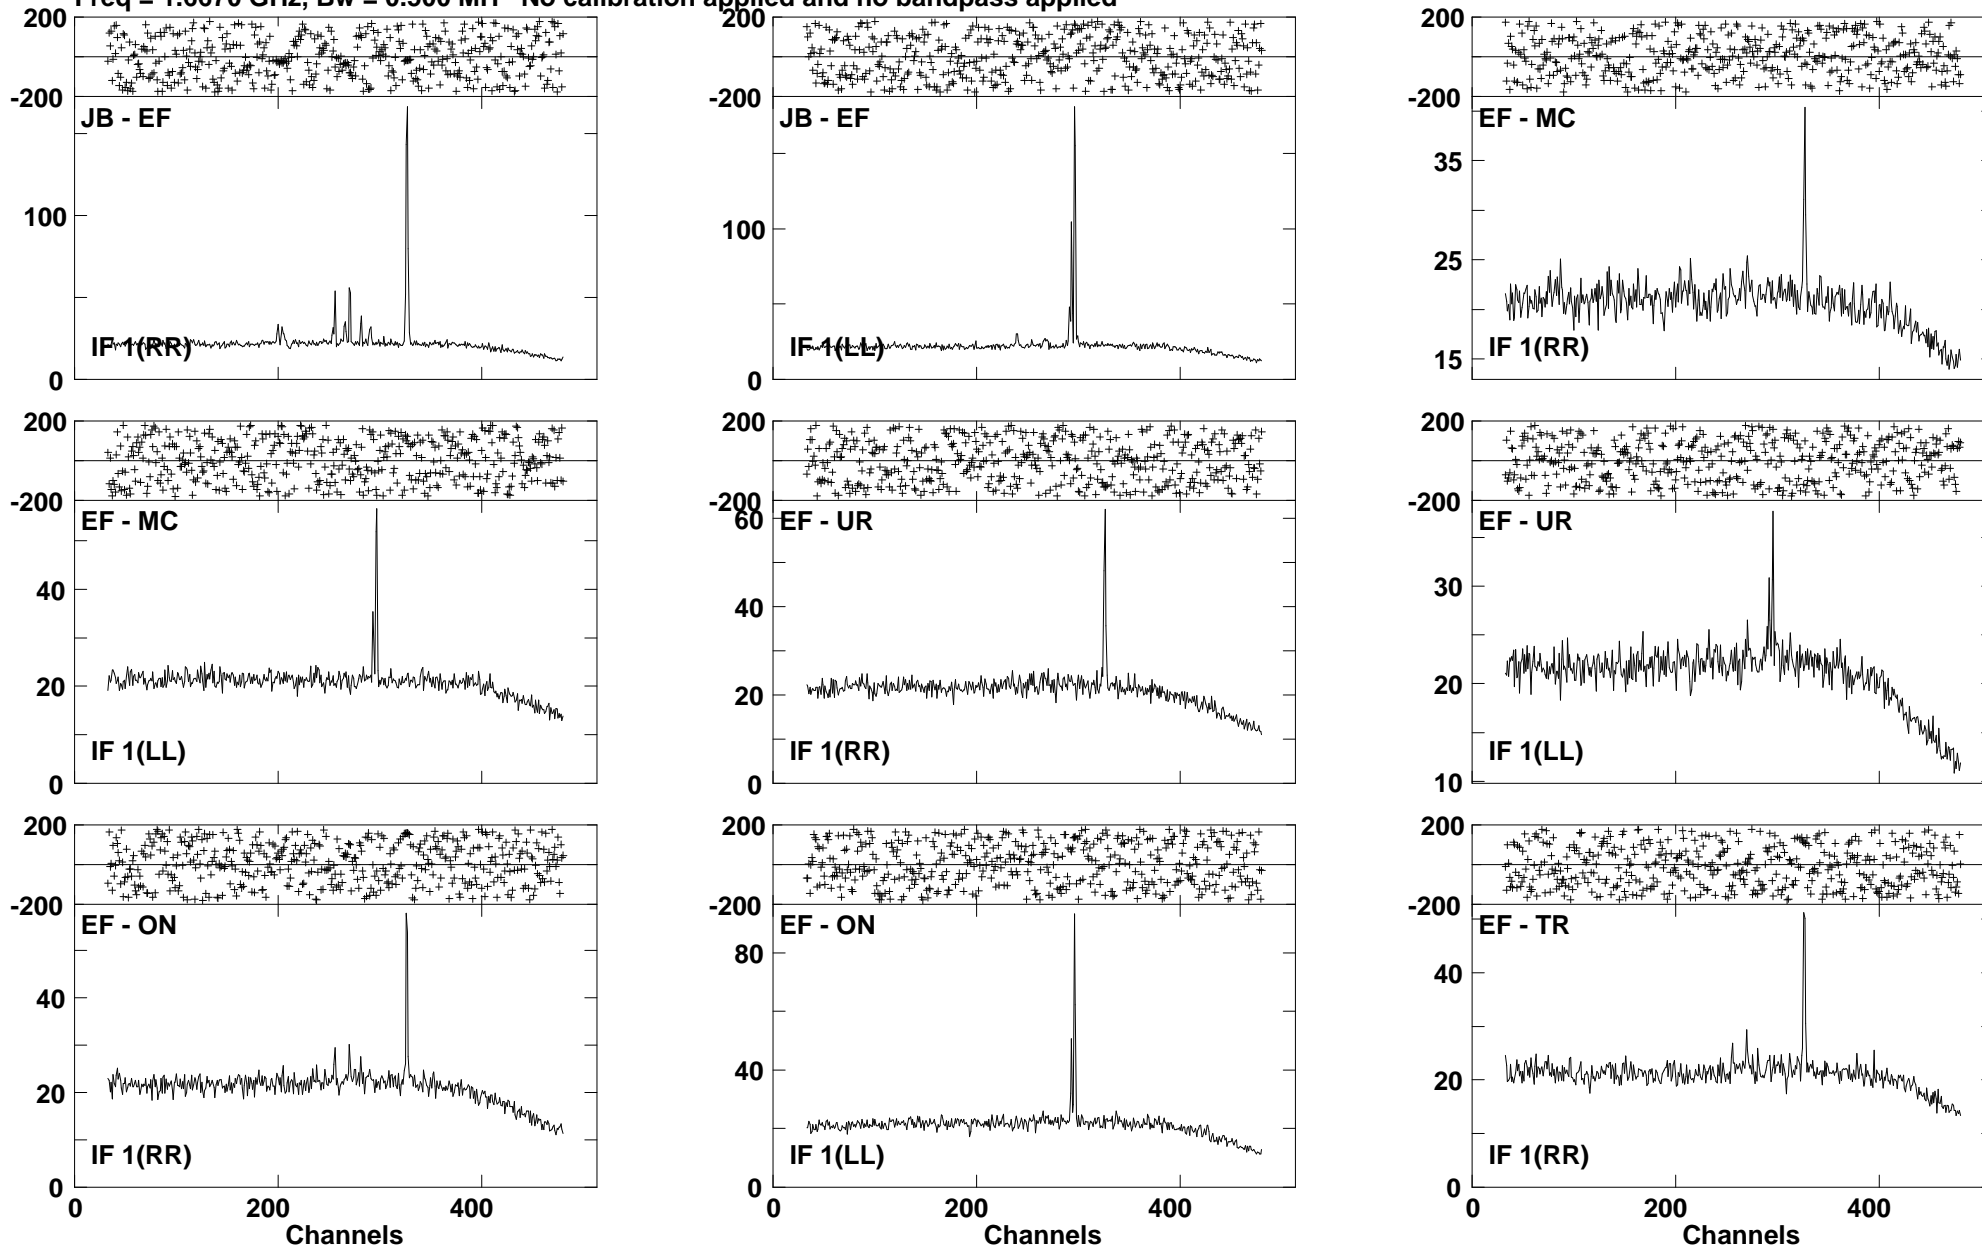 No calibration applied and no bandpass applied
200 200 200
-200 -200 -200
JB - EF JB - EF EF - MC
35
100 100
25
IF 1(RR) IF 1(LL) IF 1(RR)
15
0 0
200 200 200
-200 -200 -200
EF - MC 60 EF - UR EF - UR
40 40 30
20 20 20
IF 1(LL) IF 1(RR) IF 1(LL)
0 0 10
200 200 200
-200 -200 -200
EF - ON EF - ON EF - TR
80
40 40
40
20 20
IF 1(RR) IF 1(LL) IF 1(RR)
0 0 0
0 200 400 0 200 400
Channels Channels